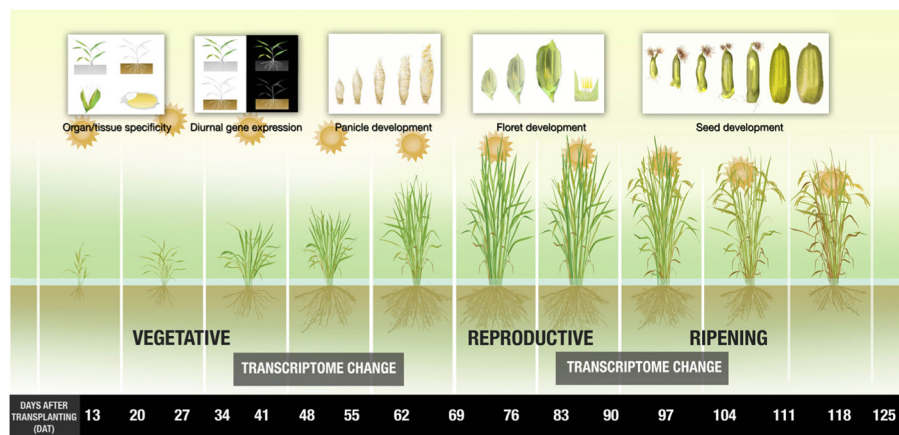 Organ/tissue specificity
Diurnal gene expression
Panicle development
Floret development
Seed development
VEGETATIVE
REPRODUCTIVE
RIPENING
TRANSCRIPTOME CHANGE
TRANSCRIPTOME CHANGE
DAYS AFTER
TRANSPLANTING
(DAT)
13 20 27 34 41 48 55 62 69 76 83 90 97 104 111 118 125